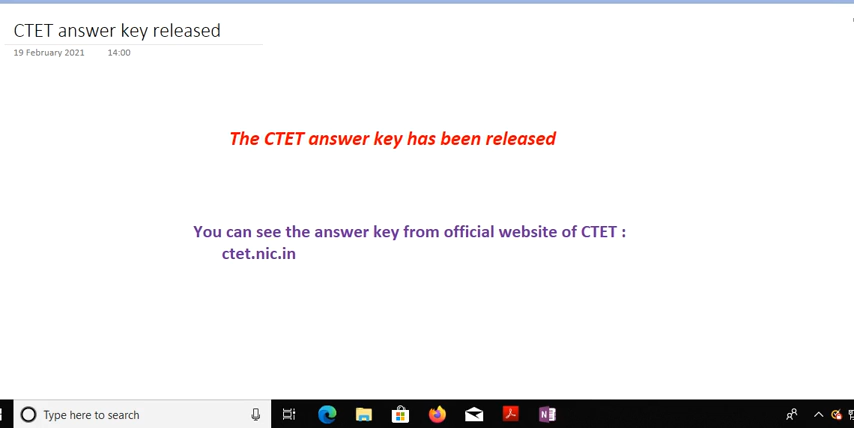 CTET answer key released
19 February 2021 14:00
The CTET answer key has been released
You can see the answer key from official website of CTET :
ctet.nic.in
Type here to search